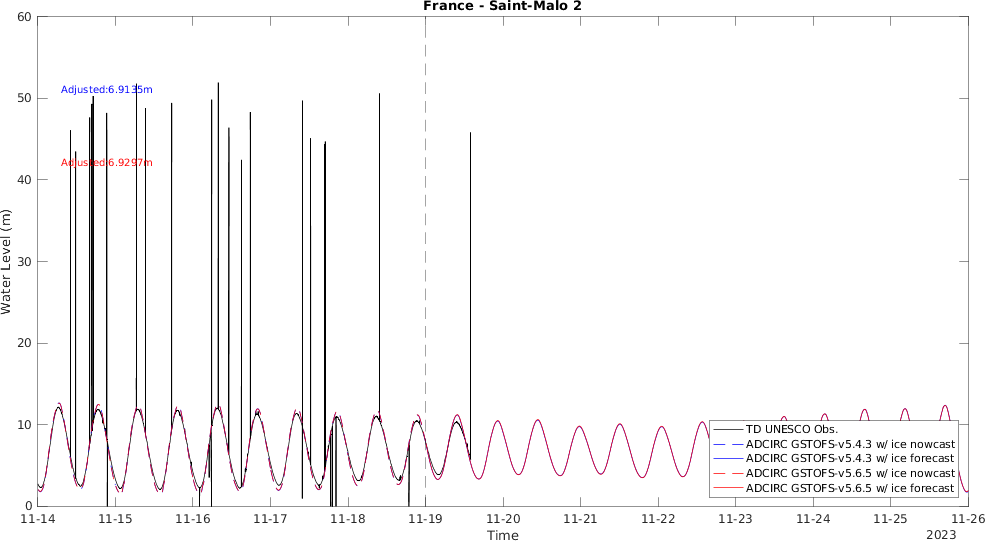 France - Saint-Malo 2
60
50
40
30
20
10
0
Water Level (m)
Adjusted:6.9135m
Adjusted:6.9297m
TD UNESCO Obs.
ADCIRC GSTOFS-v5.4.3 w/ ice nowcast
ADCIRC GSTOFS-v5.4.3 w/ ice forecast
ADCIRC GSTOFS-v5.6.5 w/ ice nowcast
ADCIRC GSTOFS-v5.6.5 w/ ice forecast
11-14 11-15 11-16 11-17 11-18 11-19 11-20 11-21 11-22 11-23 11-24 11-25 11-26
Time
2023